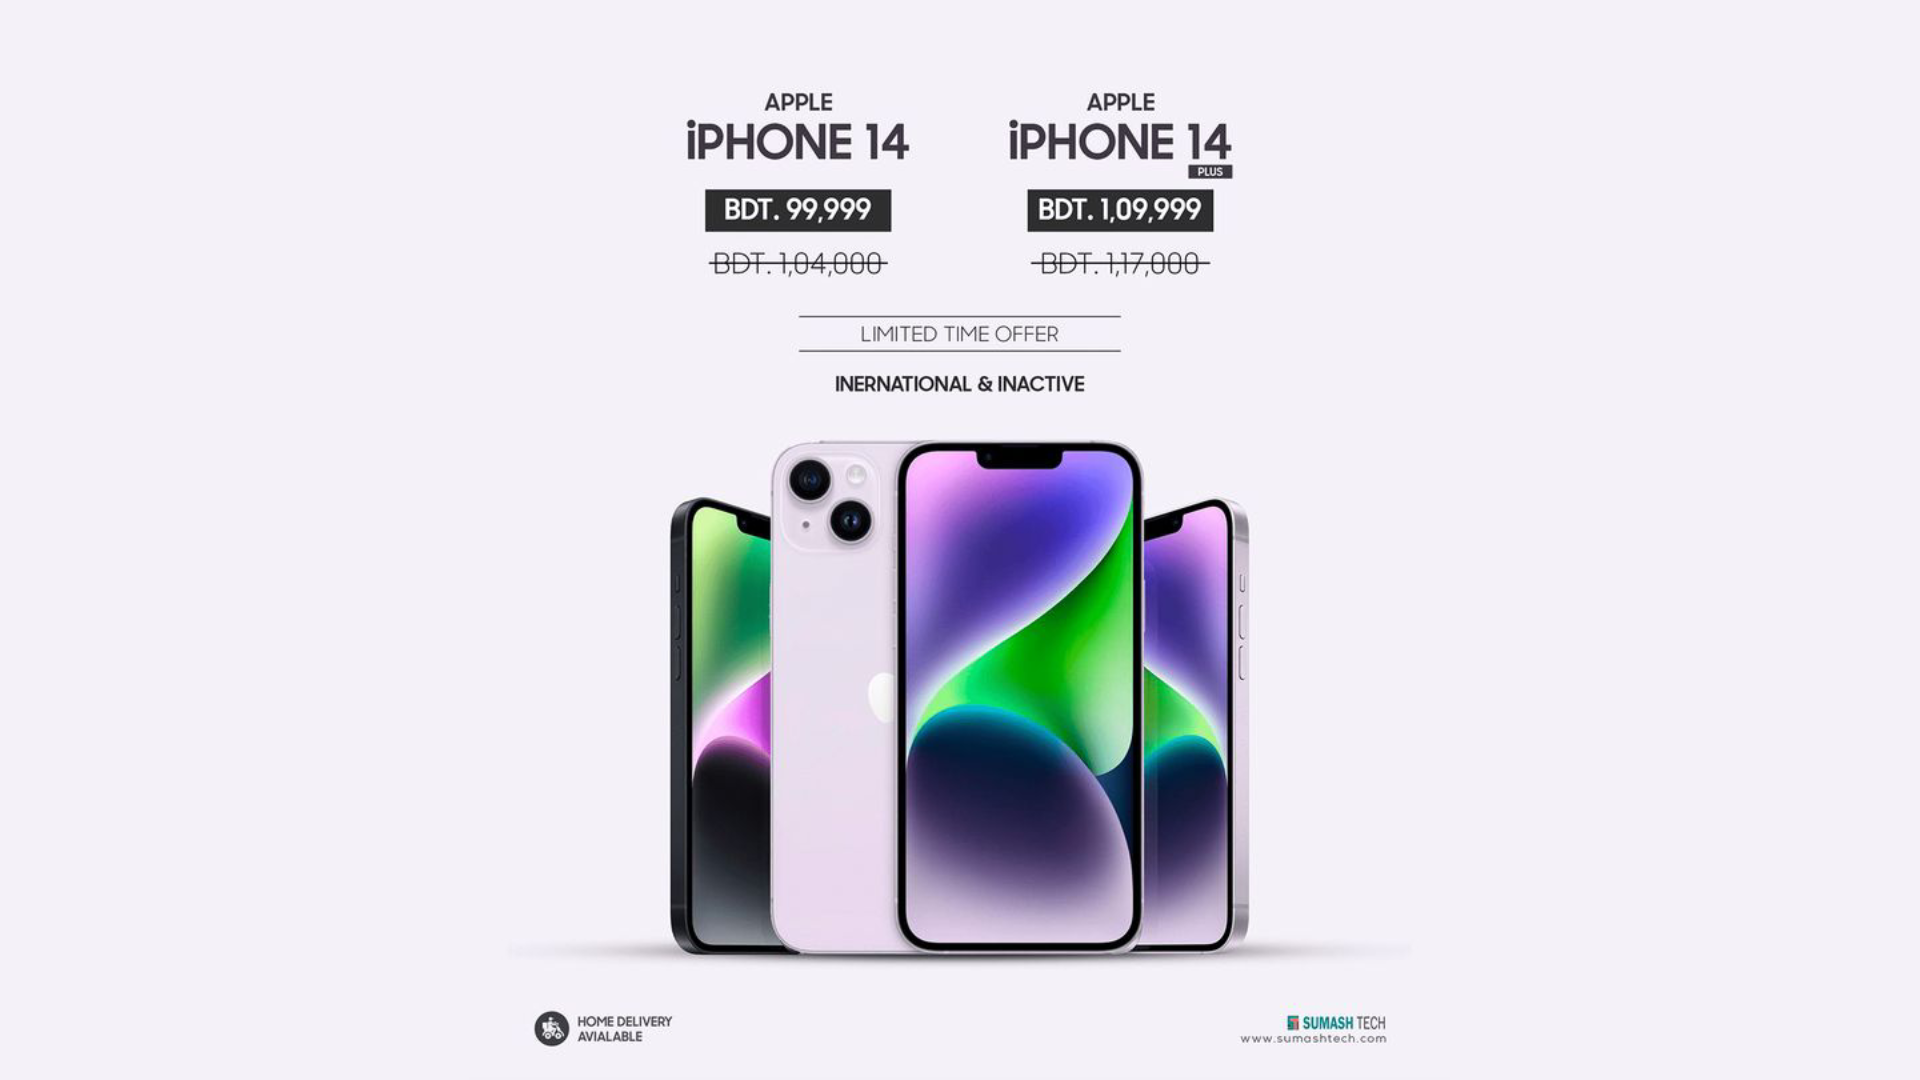 APPLE
iPHONE 14
BDT. 99,999
BDT. 1,04,000
APPLE
iPHONE 14
PLUS
BDT. 1,09,999
BDT. 1,17,000
LIMITED TIME OFFER
INERNATIONAL & INACTIVE
HOME DELIVERY
AVIALABLE
SUMASH TECH
www.sumashtech.com